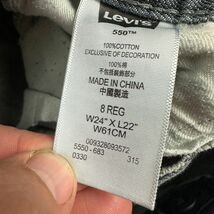 Levi's
550™
100%COTTON
EXCLUSIVE OF DECORATION
100%棉
不包括裝飾部分
MADE IN CHINA
中國製造
8 REG
W24" X L22"
W61CM
009328093572
5550 - 683 315
0330